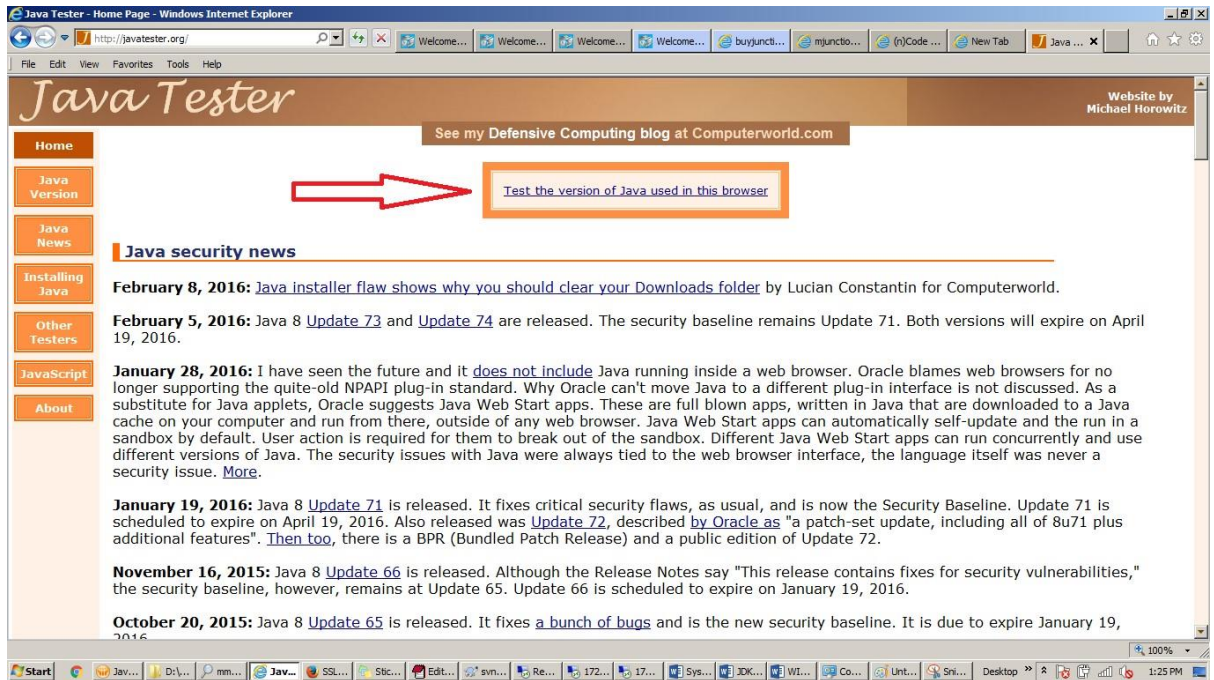 Java Tester - Home Page - Windows Internet Explorer
http://javatester.org/
Welcome...
Welcome...
Welcome...
Welcome...
buyjuncti...
mjunctio...
(n)Code ...
New Tab
Java ...
File Edit View Favorites Tools Help
Java Tester
Website by
Michael Horowitz
See my Defensive Computing blog at Computerworld.com
Home
Java
Version
Java
News
Installing
Java
Other
Testers
JavaScript
About
Test the version of Java used in this browser
Java security news
February 8, 2016: Java installer flaw shows why you should clear your Downloads folder by Lucian Constantin for Computerworld.
February 5, 2016: Java 8 Update 73 and Update 74 are released. The security baseline remains Update 71. Both versions will expire on April
19, 2016.
January 28, 2016: I have seen the future and it does not include Java running inside a web browser. Oracle blames web browsers for no
longer supporting the quite-old NPAPI plug-in standard. Why Oracle can't move Java to a different plug-in interface is not discussed. As a
substitute for Java applets, Oracle suggests Java Web Start apps. These are full blown apps, written in Java that are downloaded to a Java
cache on your computer and run from there, outside of any web browser. Java Web Start apps can automatically self-update and the run in a
sandbox by default. User action is required for them to break out of the sandbox. Different Java Web Start apps can run concurrently and use
different versions of Java. The security issues with Java were always tied to the web browser interface, the language itself was never a
security issue. More.
January 19, 2016: Java 8 Update 71 is released. It fixes critical security flaws, as usual, and is now the Security Baseline. Update 71 is
scheduled to expire on April 19, 2016. Also released was Update 72, described by Oracle as "a patch-set update, including all of 8u71 plus
additional features". Then too, there is a BPR (Bundled Patch Release) and a public edition of Update 72.
November 16, 2015: Java 8 Update 66 is released. Although the Release Notes say "This release contains fixes for security vulnerabilities,"
the security baseline, however, remains at Update 65. Update 66 is scheduled to expire on January 19, 2016.
October 20, 2015: Java 8 Update 65 is released. It fixes a bunch of bugs and is the new security baseline. It is due to expire January 19,
2016
100%
Start
Jav...
D:\...
mm...
Jav...
SSL...
Stic...
Edit...
svn...
Re...
172...
17...
Sys...
JDK...
WI...
Co...
Unt...
Sni...
Desktop
1:25 PM